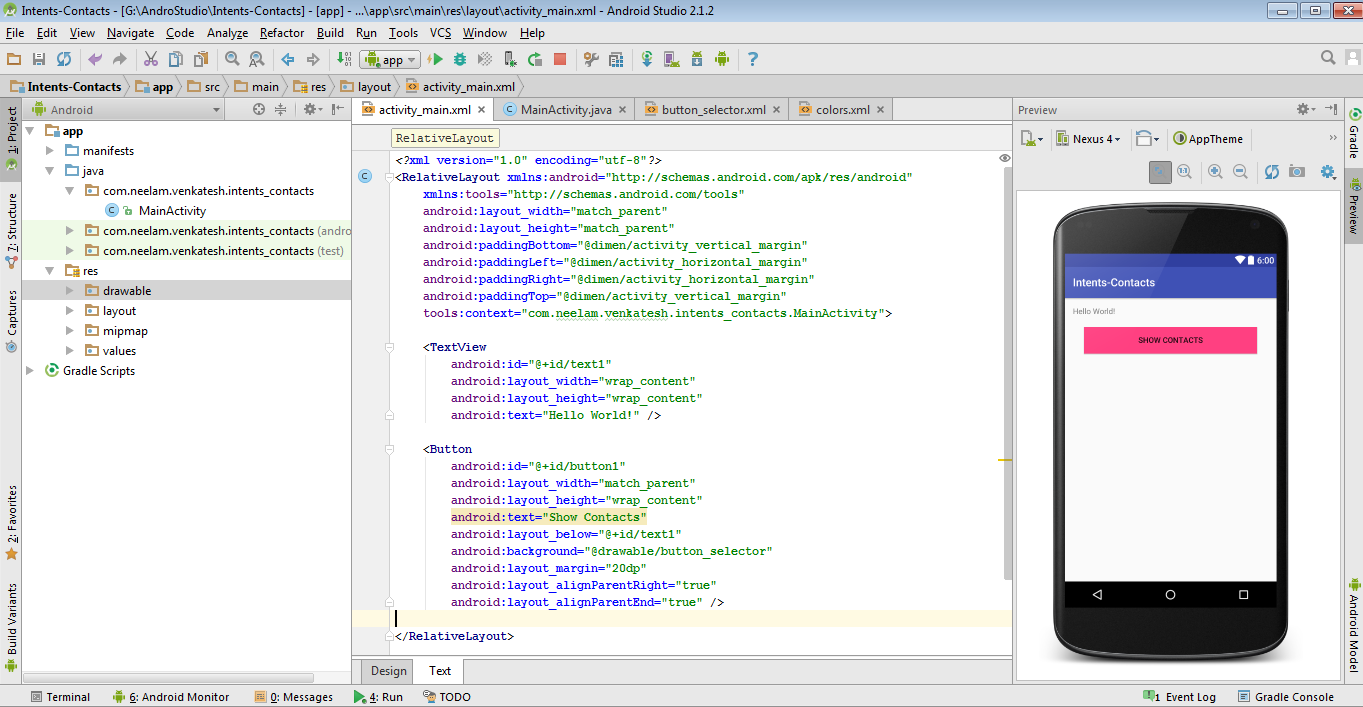 Intents-Contacts - [G:\AndroStudio\Intents-Contacts] - [app] - ...\app\src\main\res\layout\activity_main.xml - Android Studio 2.1.2
File Edit View Navigate Code Analyze Refactor Build Run Tools VCS Window Help
app
Intents-Contacts app src main res layout activity_main.xml
Android
activity_main.xml MainActivity.java button_selector.xml colors.xml
Preview
1: Project
7: Structure
Captures
2: Favorites
Build Variants
app
manifests
java
com.neelam.venkatesh.intents_contacts
MainActivity
com.neelam.venkatesh.intents_contacts (andro
com.neelam.venkatesh.intents_contacts (test)
res
drawable
layout
mipmap
values
Gradle Scripts
RelativeLayout
<?xml version="1.0" encoding="utf-8"?>
<RelativeLayout xmlns:android="http://schemas.android.com/apk/res/android"
xmlns:tools="http://schemas.android.com/tools"
android:layout_width="match_parent"
android:layout_height="match_parent"
android:paddingBottom="@dimen/activity_vertical_margin"
android:paddingLeft="@dimen/activity_horizontal_margin"
android:paddingRight="@dimen/activity_horizontal_margin"
android:paddingTop="@dimen/activity_vertical_margin"
tools:context="com.neelam.venkatesh.intents_contacts.MainActivity">
<TextView
android:id="@+id/text1"
android:layout_width="wrap_content"
android:layout_height="wrap_content"
android:text="Hello World!" />
<Button
android:id="@+id/button1"
android:layout_width="match_parent"
android:layout_height="wrap_content"
android:text="Show Contacts"
android:layout_below="@+id/text1"
android:background="@drawable/button_selector"
android:layout_margin="20dp"
android:layout_alignParentRight="true"
android:layout_alignParentEnd="true" />
</RelativeLayout>
Design Text
Nexus 4 AppTheme
1:1
6:00
Intents-Contacts
Hello World!
SHOW CONTACTS
Gradle
Preview
Android Model
Terminal 6: Android Monitor 0: Messages 4: Run TODO
1 Event Log Gradle Console